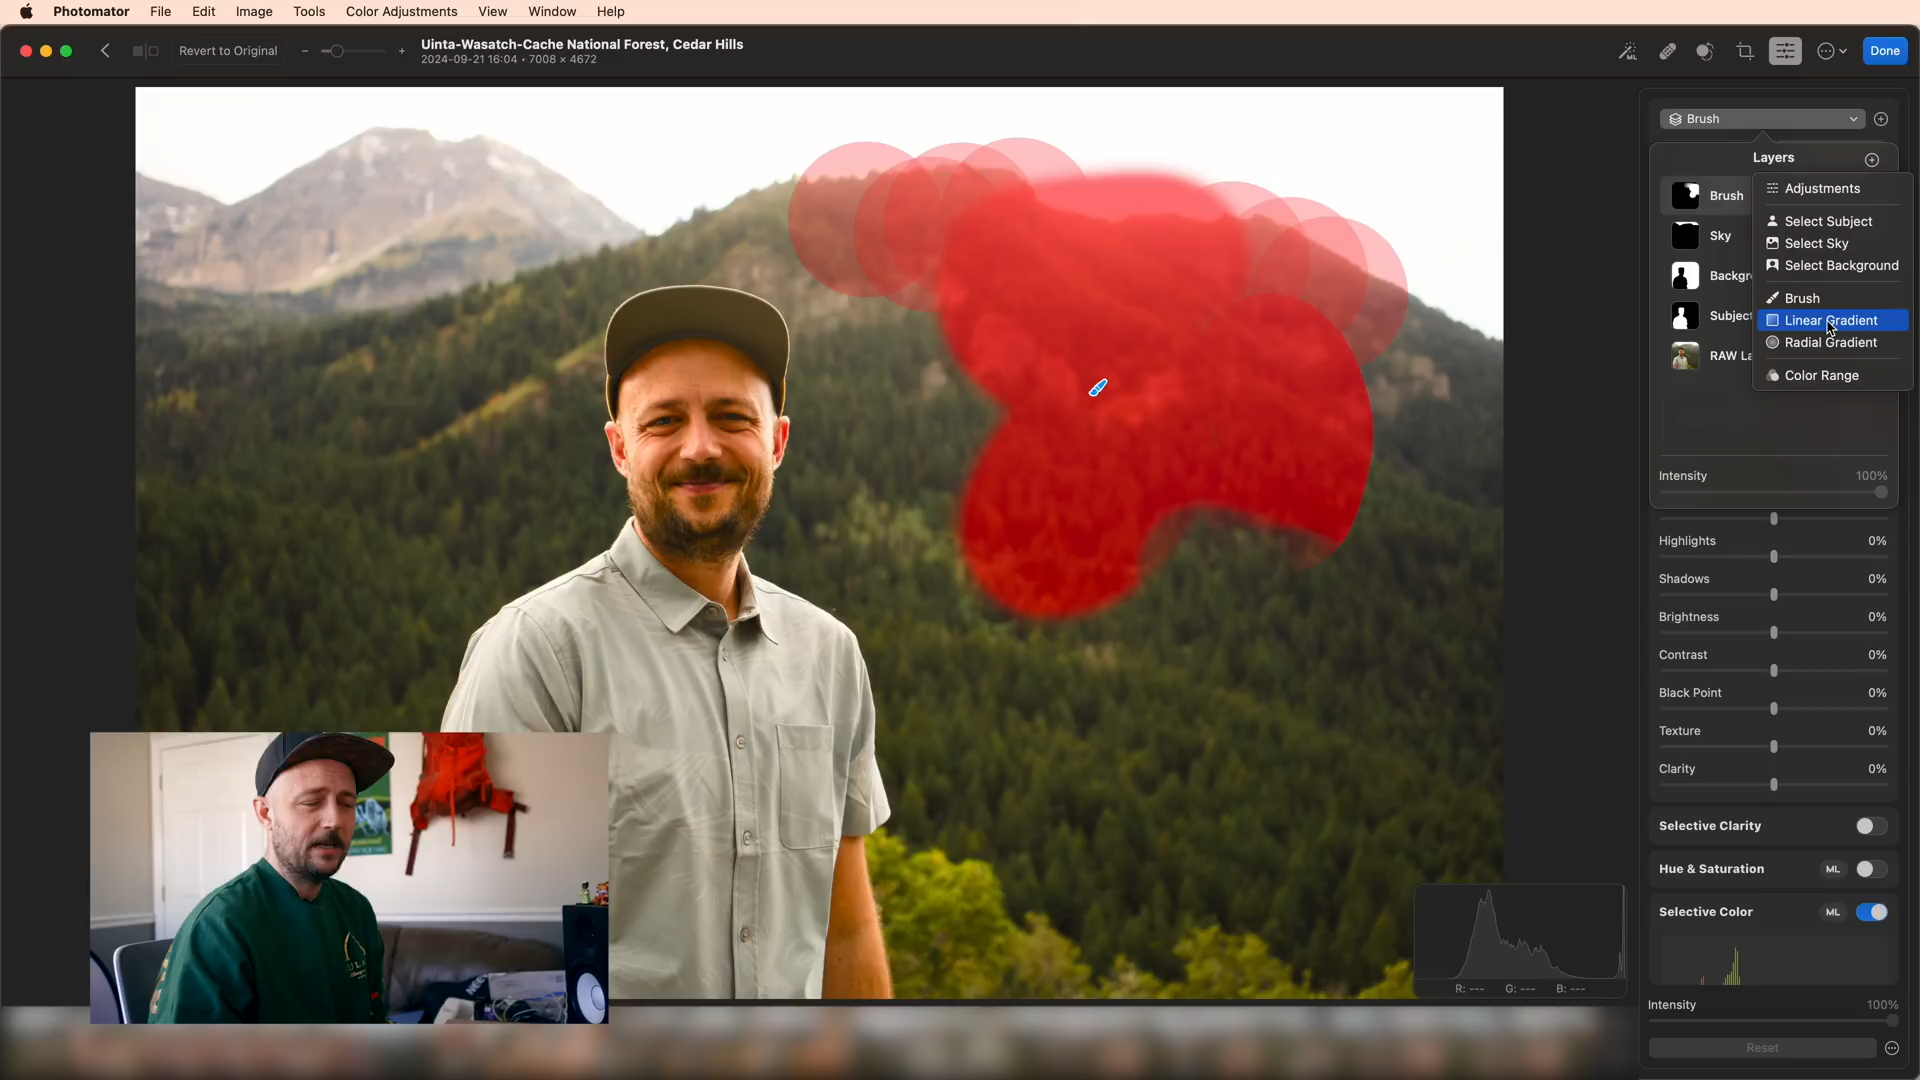 Photomator File Edit Image Tools Color Adjustments View Window Help
Revert to Original
Uinta-Wasatch-Cache National Forest, Cedar Hills
2024-09-21 16:04 • 7008 × 4672
ML
Done
Brush
Layers
Brush
Sky
Backgr
Subject
RAW La
Adjustments
Select Subject
Select Sky
Select Background
Brush
Linear Gradient
Radial Gradient
Color Range
Intensity 100%
Highlights 0%
Shadows 0%
Brightness 0%
Contrast 0%
Black Point 0%
Texture 0%
Clarity 0%
Selective Clarity
Hue & Saturation ML
Selective Color ML
R: --- G: --- B: ---
Intensity 100%
Reset